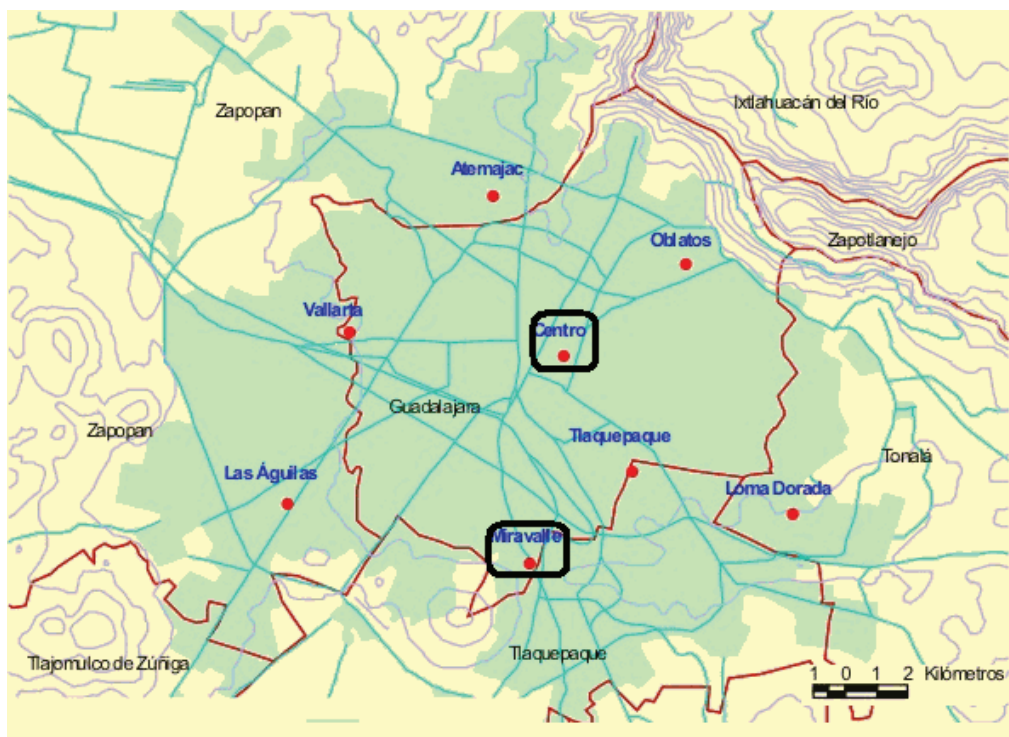 Zapopan
Ixtlahuacán del Río
Atemajac
Oblatos
Zapotlanejo
Vallarta
Centro
Guadalajara
Zapopan
Tlaquepaque
Tonalá
Las Águilas
Loma Dorada
Miravalle
Tlaquepaque
Tlajomulco de Zúñiga
1 0 1 2 Kilómetros